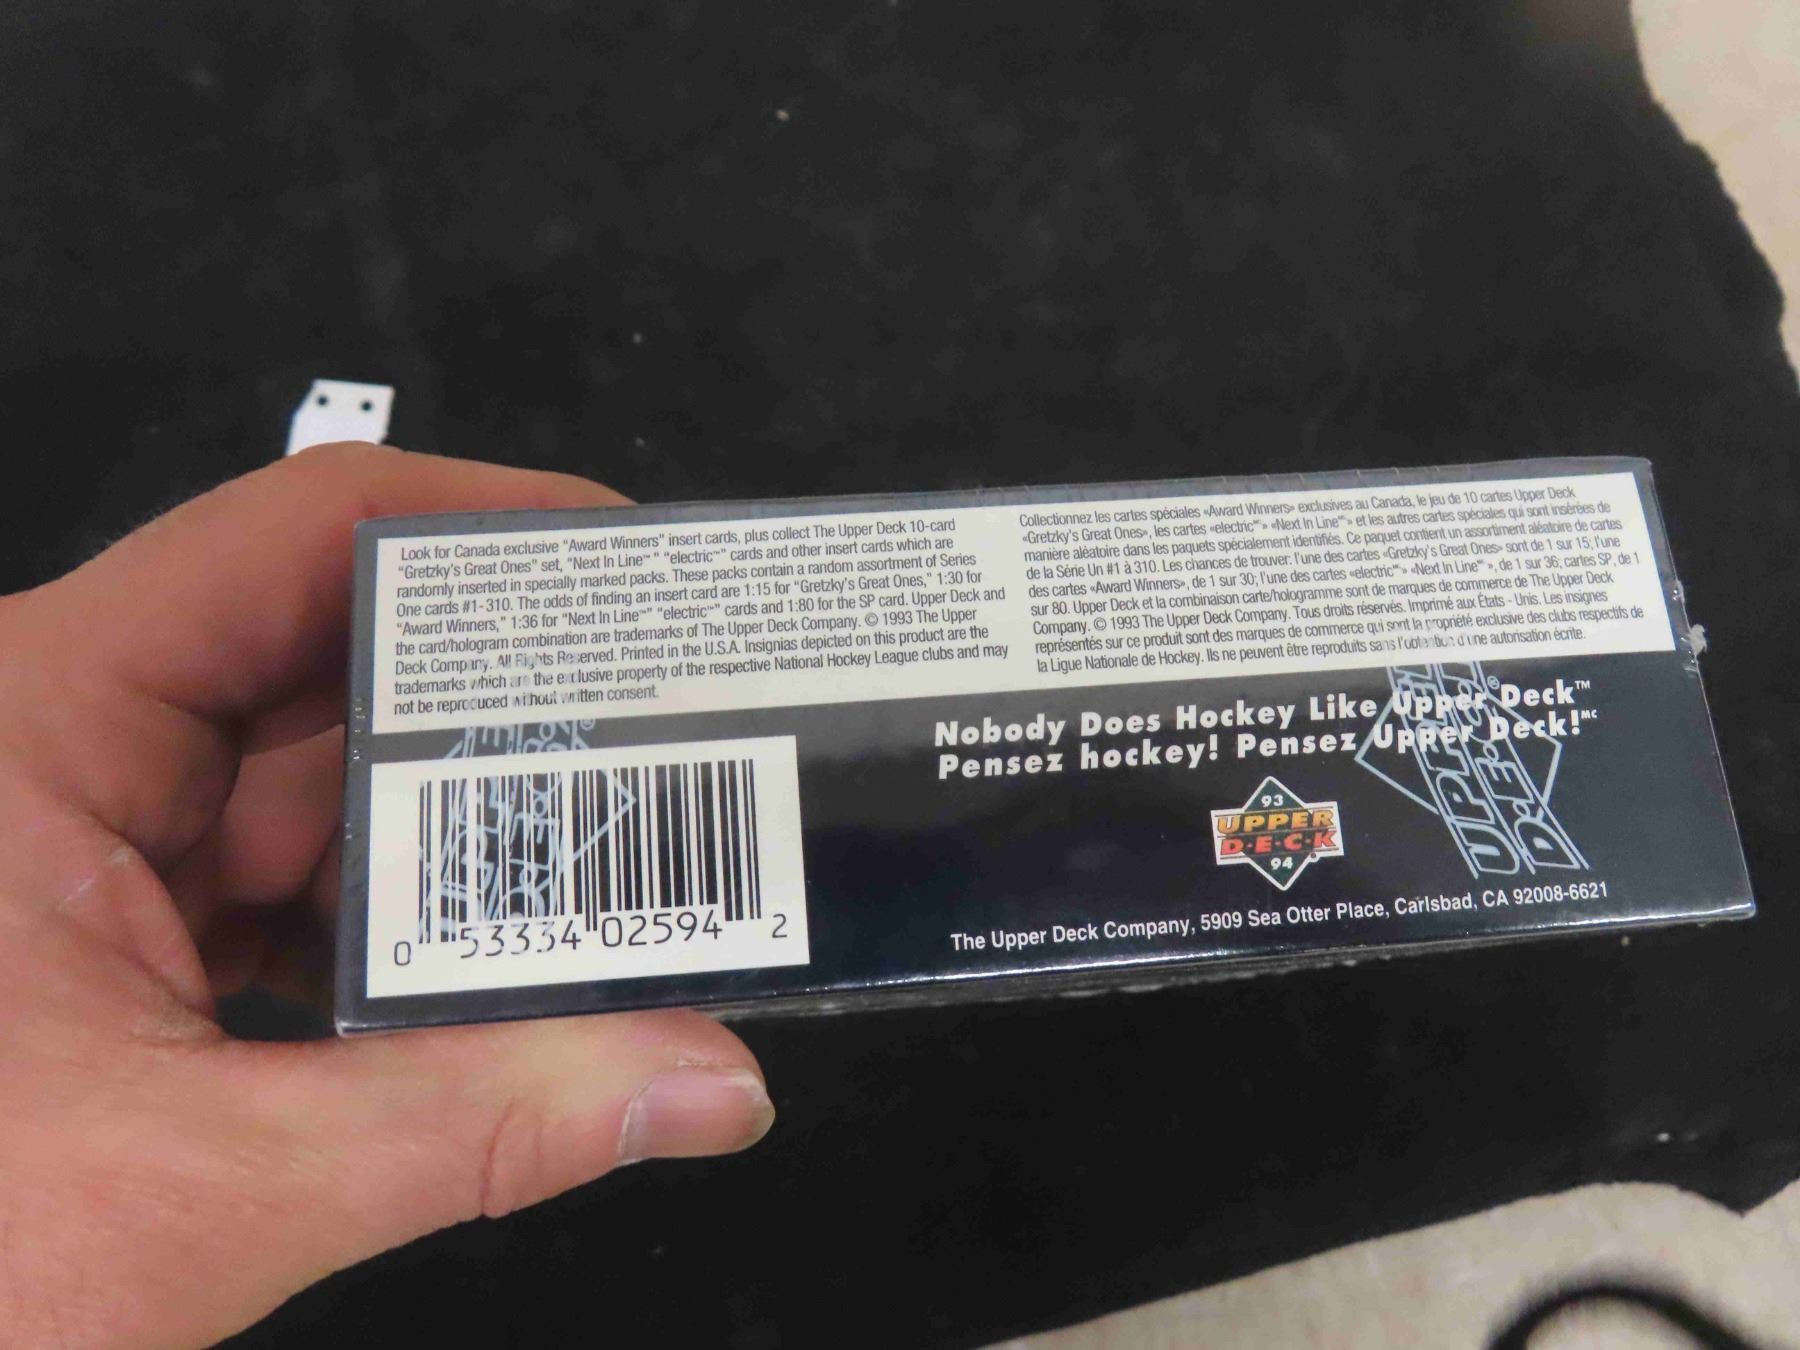 Look for Canada exclusive "Award Winners" insert cards, plus collect The Upper Deck 10-card
"Gretzky's Great Ones" set, "Next In Line™" "electric™" cards and other insert cards which are
randomly inserted in specially marked packs. These packs contain a random assortment of Series
One cards #1-310. The odds of finding an insert card are 1:15 for "Gretzky's Great Ones," 1:30 for
"Award Winners," 1:36 for "Next In Line™" "electric™" cards and 1:80 for the SP card. Upper Deck and
the card/hologram combination are trademarks of The Upper Deck Company. © 1993 The Upper
Deck Company. All Rights Reserved. Printed in the U.S.A. Insignias depicted on this product are the
trademarks which are the exclusive property of the respective National Hockey League clubs and may
not be reproduced without written consent.
Collectionnez les cartes spéciales «Award Winners» exclusives au Canada, le jeu de 10 cartes Upper Deck
«Gretzky's Great Ones», les cartes «electric℠» «Next In Line℠» et les autres cartes spéciales qui sont insérées de
manière aléatoire dans les paquets spécialement identifiés. Ce paquet contient un assortiment aléatoire de cartes
de la Série Un #1 à 310. Les chances de trouver: l'une des cartes «Gretzky's Great Ones» sont de 1 sur 15; l'une
des cartes «Award Winners», de 1 sur 30; l'une des cartes «electric℠» «Next In Line℠», de 1 sur 36; cartes SP, de 1
sur 80. Upper Deck et la combinaison carte/hologramme sont de marques de commerce de The Upper Deck
Company. © 1993 The Upper Deck Company. Tous droits réservés. Imprimé aux États - Unis. Les insignes
représentés sur ce produit sont des marques de commerce qui sont la propriété exclusive des clubs respectifs de
la Ligue Nationale de Hockey. Ils ne peuvent être reproduits sans l'obtention d'une autorisation écrite.
Nobody Does Hockey Like Upper Deck™
Pensez hockey! Pensez Upper Deck!MC
UPPER
D·E·C·K
®
93
UPPER
D·E·C·K
94
0 53334 02594 2
The Upper Deck Company, 5909 Sea Otter Place, Carlsbad, CA 92008-6621